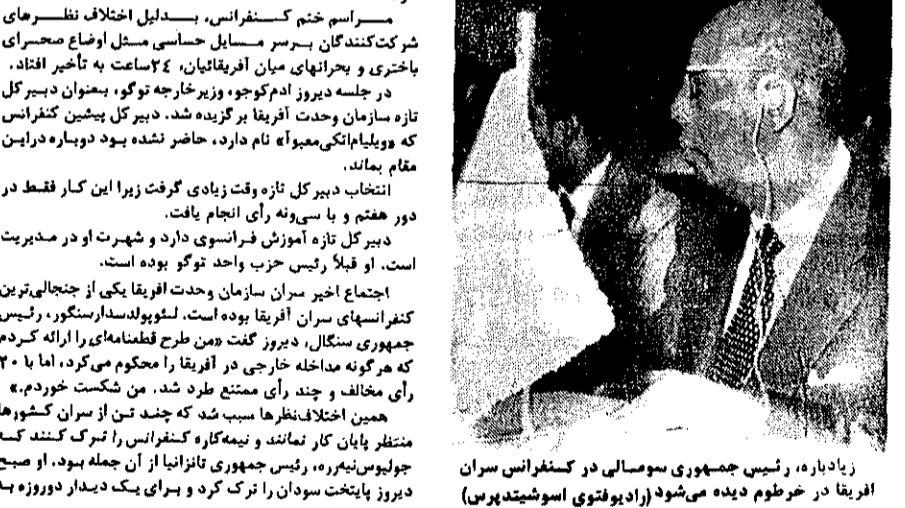 مراسم ختم کنفرانس، بدلیل اختلاف نظرهای
شرکت‌کنندگان برسر مسایل حساسی مثل اوضاع صحرای
باختری و بحرانهای میان آفریقائیان، ۲٤ساعت به تأخیر افتاد.
در جلسه دیروز ادم‌کوجو، وزیرخارجه توگو، بعنوان دبیرکل
تازه سازمان وحدت آفریقا برگزیده شد. دبیرکل پیشین کنفرانس
که «ویلیام‌اتکی‌معبوآ» نام دارد، حاضر نشده بود دوباره دراین
مقام بماند.
انتخاب دبیرکل تازه وقت زیادی گرفت زیرا این کار فقط در
دور هفتم و با سی‌ونه رأی انجام یافت.
دبیرکل تازه آموزش فرانسوی دارد و شهرت او در مدیریت
است. او قبلاً رئیس حزب واحد توگو بوده است.
اجتماع اخیر سران سازمان وحدت افریقا یکی از جنجالی‌ترین
کنفرانسهای سران آفریقا بوده است. لئوپولدسدارسنگور، رئیس
جمهوری سنگال، دیروز گفت «من طرح قطعنامه‌ای را ارائه کردم
که هرگونه مداخله خارجی در آفریقا را محکوم می‌کرد، اما با ۲۰
رأی مخالف و چند رأی ممتنع طرد شد. من شکست خوردم.»
همین اختلاف‌نظرها سبب شد که چند تن از سران کشورها
منتظر پایان کار نمانند و نیمه‌کاره کنفرانس را ترک کنند که
جولیوس‌نیه‌رره، رئیس جمهوری تانزانیا از آن جمله بود. او صبح
دیروز پایتخت سودان را ترک کرد و برای یک دیدار دوروزه به
زیادباره، رئیس جمهوری سومالی در کنفرانس سران
افریقا در خرطوم دیده می‌شود (رادیوفتوی اسوشیتدپرس)